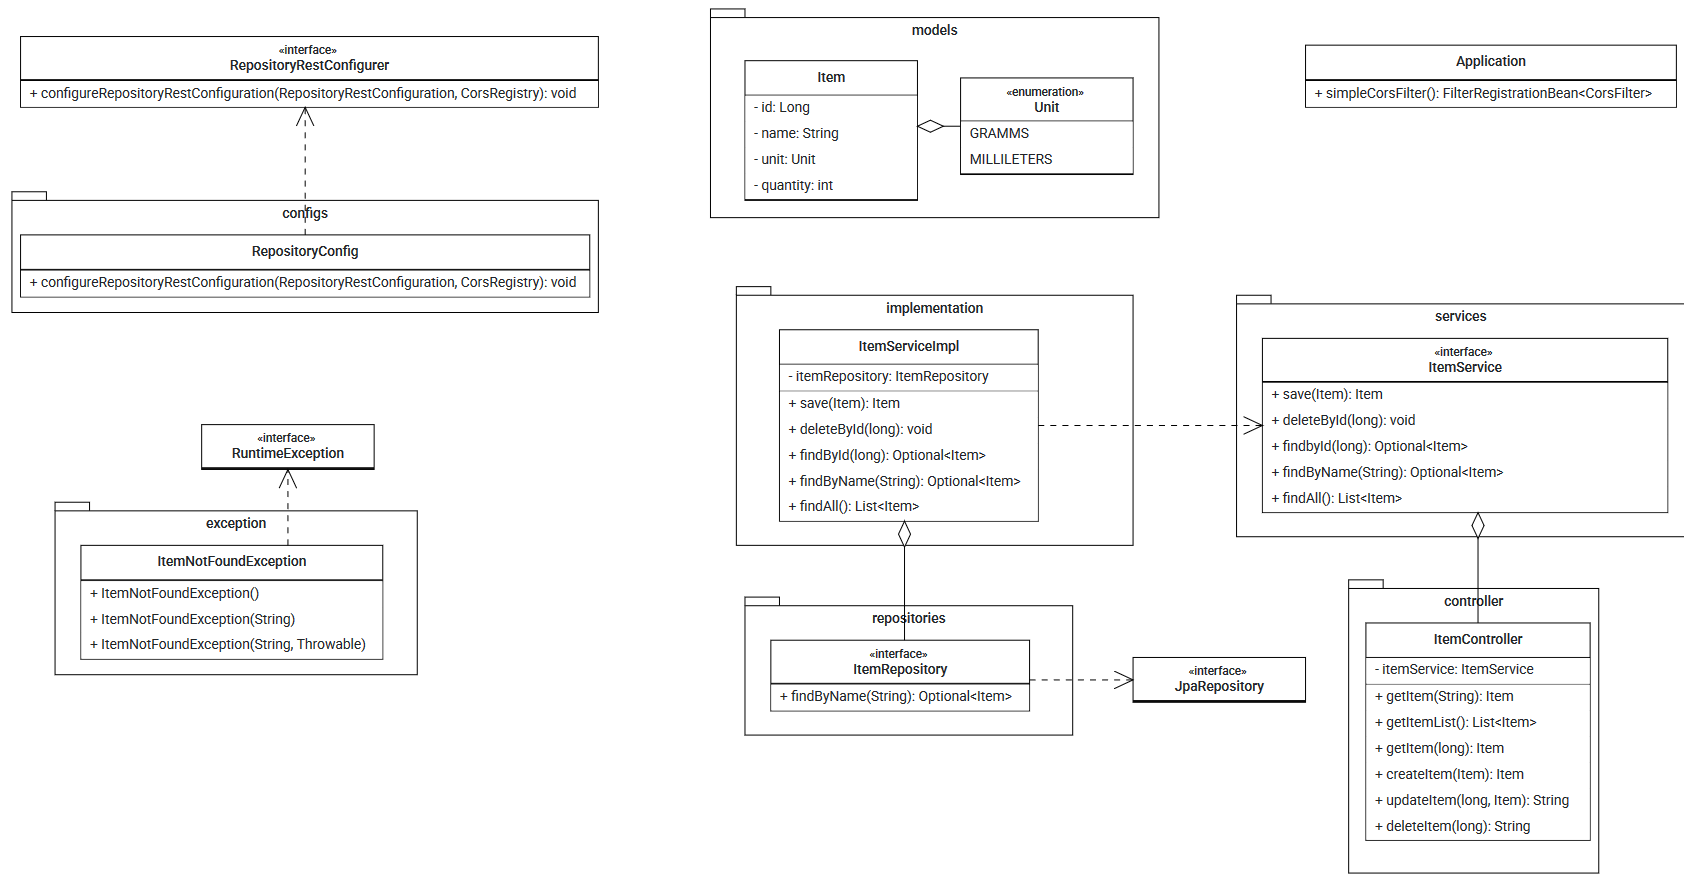 «interface»
RepositoryRestConfigurer
+ configureRepositoryRestConfiguration(RepositoryRestConfiguration, CorsRegistry): void
configs
RepositoryConfig
+ configureRepositoryRestConfiguration(RepositoryRestConfiguration, CorsRegistry): void
«interface»
RuntimeException
exception
ItemNotFoundException
+ ItemNotFoundException()
+ ItemNotFoundException(String)
+ ItemNotFoundException(String, Throwable)
models
Item
- id: Long
- name: String
- unit: Unit
- quantity: int
«enumeration»
Unit
GRAMMS
MILLILETERS
Application
+ simpleCorsFilter(): FilterRegistrationBean<CorsFilter>
implementation
ItemServiceImpl
- itemRepository: ItemRepository
+ save(Item): Item
+ deleteById(long): void
+ findById(long): Optional<Item>
+ findByName(String): Optional<Item>
+ findAll(): List<Item>
services
«interface»
ItemService
+ save(Item): Item
+ deleteById(long): void
+ findbyId(long): Optional<Item>
+ findByName(String): Optional<Item>
+ findAll(): List<Item>
repositories
«interface»
ItemRepository
+ findByName(String): Optional<Item>
«interface»
JpaRepository
controller
ItemController
- itemService: ItemService
+ getItem(String): Item
+ getItemList(): List<Item>
+ getItem(long): Item
+ createItem(Item): Item
+ updateItem(long, Item): String
+ deleteItem(long): String